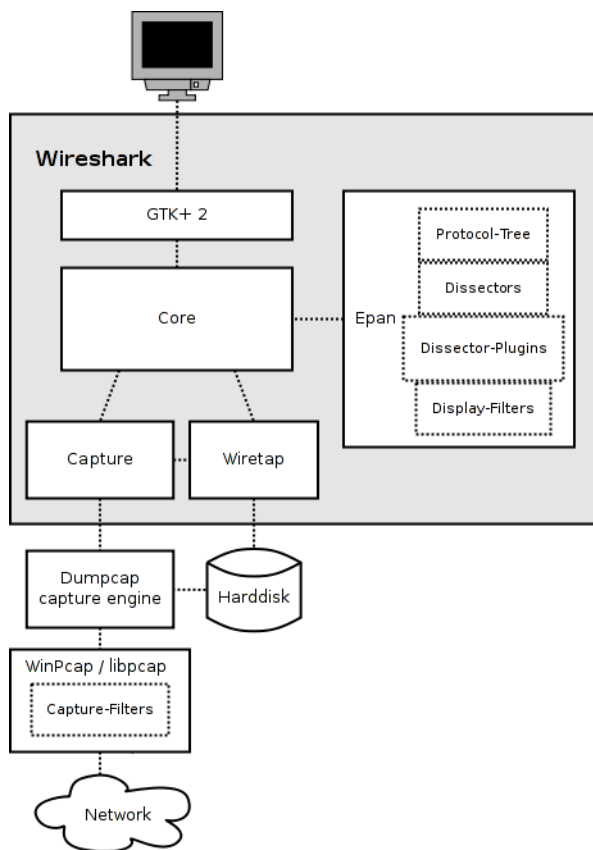 Wireshark
GTK+ 2
Core
Epan
Protocol-Tree
Dissectors
Dissector-Plugins
Display-Filters
Capture
Wiretap
Dumpcap
capture engine
Harddisk
WinPcap / libpcap
Capture-Filters
Network